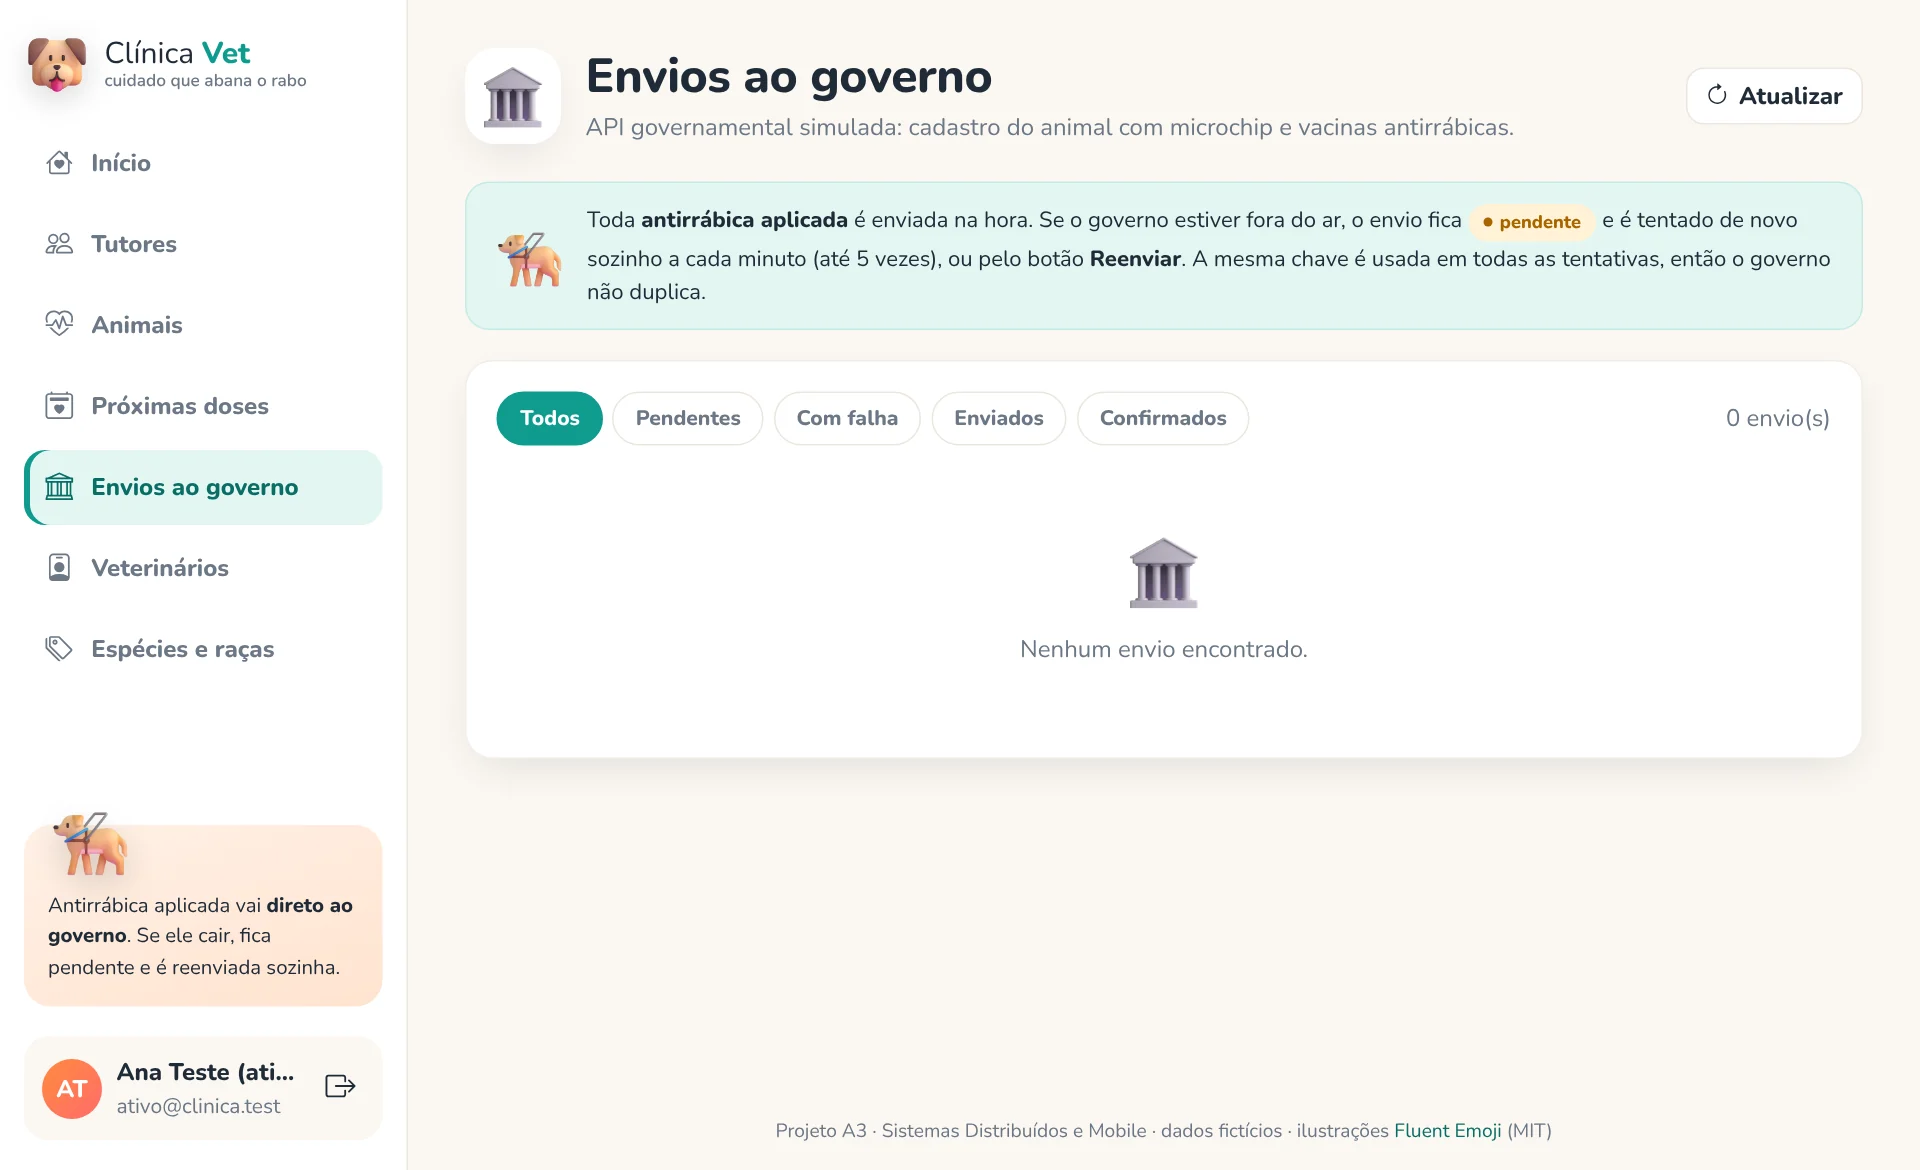 Clínica Vet
cuidado que abana o rabo
Início
Tutores
Animais
Próximas doses
Envios ao governo
Veterinários
Espécies e raças
Antirrábica aplicada vai direto ao
governo. Se ele cair, fica
pendente e é reenviada sozinha.
AT
Ana Teste (ati...
ativo@clinica.test
Envios ao governo
API governamental simulada: cadastro do animal com microchip e vacinas antirrábicas.
Atualizar
Toda antirrábica aplicada é enviada na hora. Se o governo estiver fora do ar, o envio fica pendente e é tentado de novo
sozinho a cada minuto (até 5 vezes), ou pelo botão Reenviar. A mesma chave é usada em todas as tentativas, então o governo
não duplica.
Todos
Pendentes
Com falha
Enviados
Confirmados
0 envio(s)
Nenhum envio encontrado.
Projeto A3 · Sistemas Distribuídos e Mobile · dados fictícios · ilustrações Fluent Emoji (MIT)